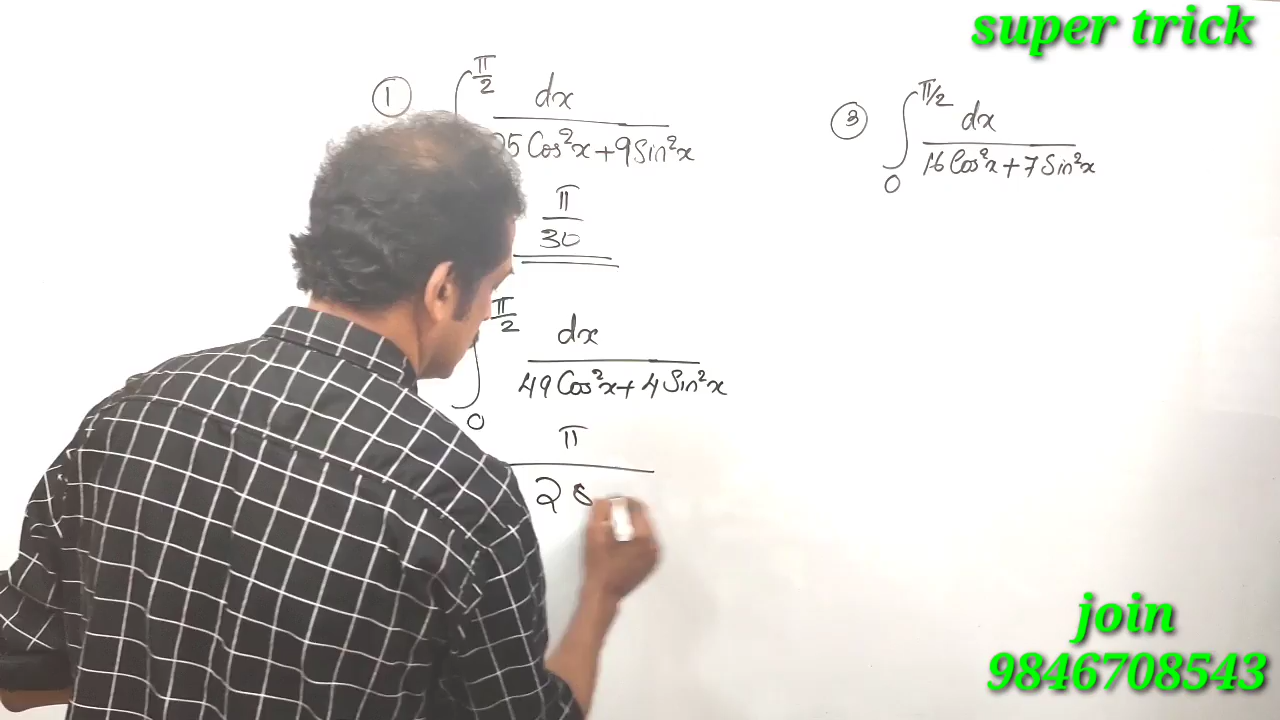 super trick
① ∫ π/2 dx / 5 Cos²x + 9 Sin²x
π / 30
∫₀ π/2 dx / 49 Cos²x + 4 Sin²x
π / 28
③ ∫₀ π/2 dx / 16 Cos²x + 7 Sin²x
join
9846708543